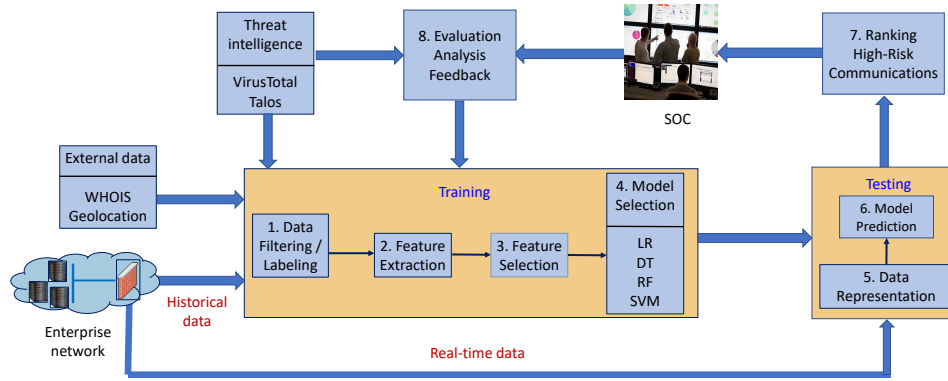 Threat
intelligence
VirusTotal
Talos
8. Evaluation
Analysis
Feedback
SOC
7. Ranking
High-Risk
Communications
External data
WHOIS
Geolocation
Training
1. Data
Filtering /
Labeling
2. Feature
Extraction
3. Feature
Selection
4. Model
Selection
LR
DT
RF
SVM
Testing
6. Model
Prediction
5. Data
Representation
Historical
data
Enterprise
network
Real-time data